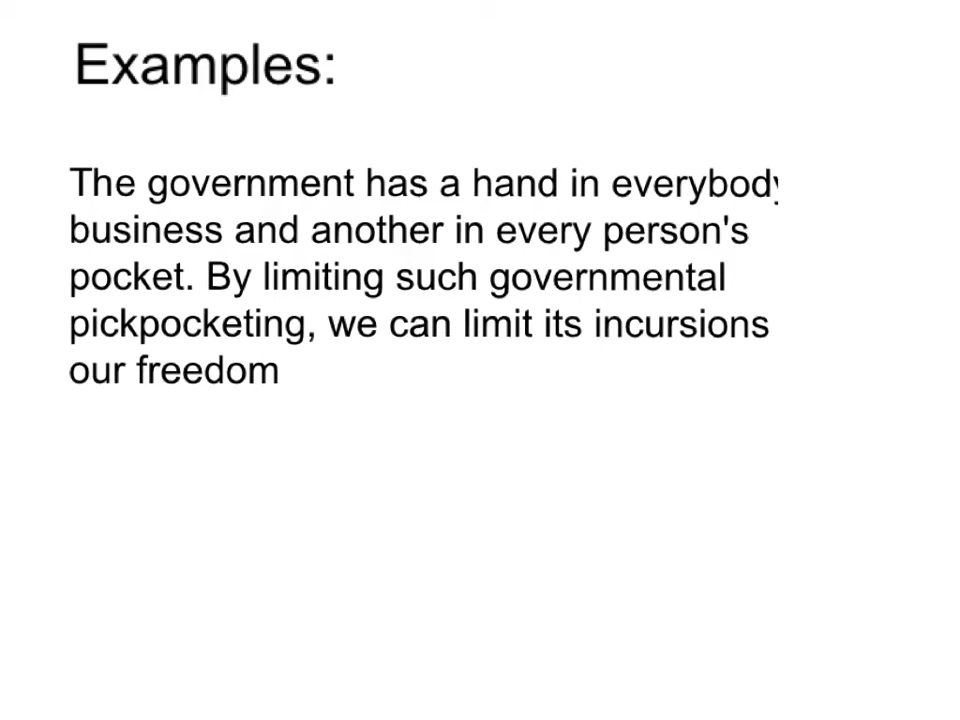 Examples:
The government has a hand in everybody
business and another in every person's
pocket. By limiting such governmental
pickpocketing, we can limit its incursions
our freedom